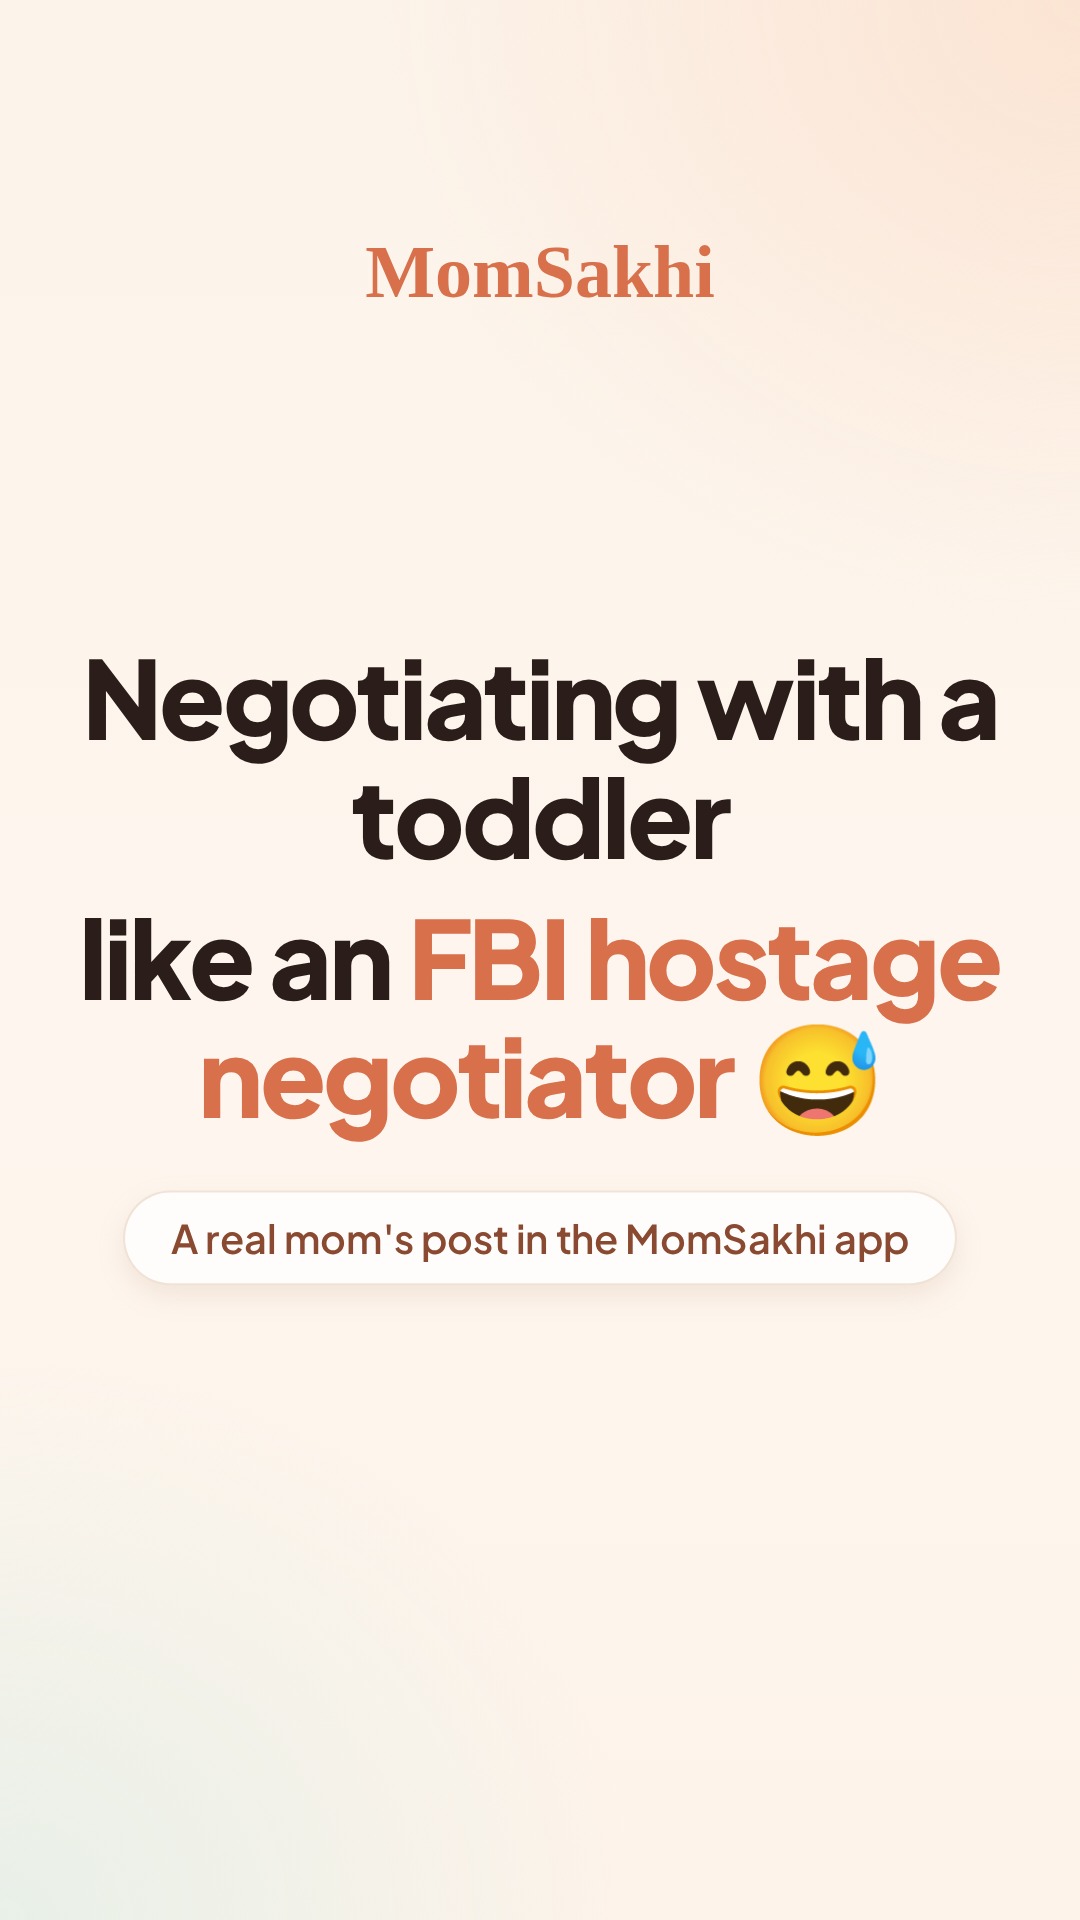 MomSakhi
Negotiating with a
toddler
like an FBI hostage
negotiator 😅
A real mom's post in the MomSakhi app